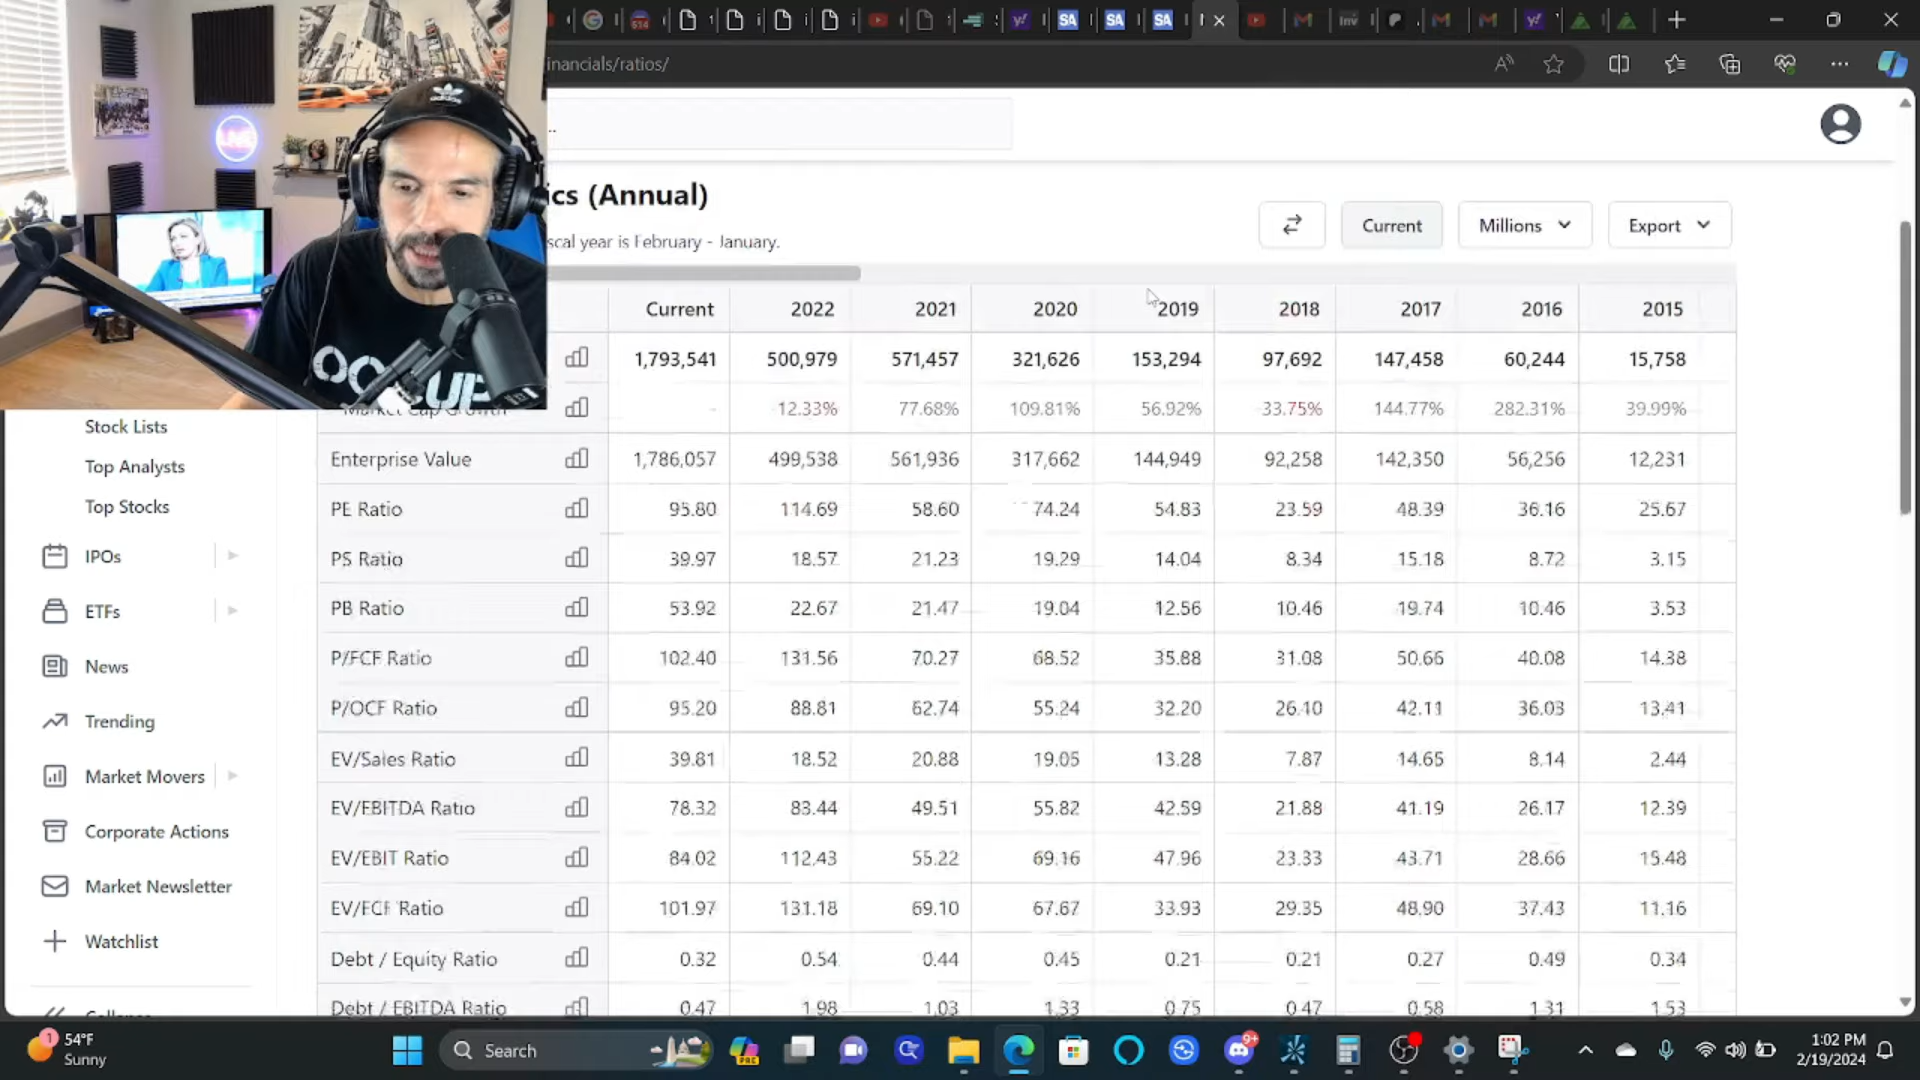 inancials/ratios/
..
ics (Annual)
scal year is February - January.
Current
Millions
Export
Current 2022 2021 2020 2019 2018 2017 2016 2015
1,793,541 500,979 571,457 321,626 153,294 97,692 147,458 60,244 15,758
Market Cap Growth - 12.33% 77.68% 109.81% 56.92% 33.75% 144.77% 282.31% 39.99%
Enterprise Value 1,786,057 499,538 561,936 317,662 144,949 92,258 142,350 56,256 12,231
PE Ratio 95.80 114.69 58.60 74.24 54.83 23.59 48.39 36.16 25.67
PS Ratio 39.97 18.57 21.23 19.29 14.04 8.34 15.18 8.72 3.15
PB Ratio 53.92 22.67 21.47 19.04 12.56 10.46 19.74 10.46 3.53
P/FCF Ratio 102.40 131.56 70.27 68.52 35.88 31.08 50.66 40.08 14.38
P/OCF Ratio 95.20 88.81 62.74 55.24 32.20 26.10 42.11 36.03 13.41
EV/Sales Ratio 39.81 18.52 20.88 19.05 13.28 7.87 14.65 8.14 2.44
EV/EBITDA Ratio 78.32 83.44 49.51 55.82 42.59 21.88 41.19 26.17 12.39
EV/EBIT Ratio 84.02 112.43 55.22 69.16 47.96 23.33 43.71 28.66 15.48
EV/FCF Ratio 101.97 131.18 69.10 67.67 33.93 29.35 48.90 37.43 11.16
Debt / Equity Ratio 0.32 0.54 0.44 0.45 0.21 0.21 0.27 0.49 0.34
Debt / EBITDA Ratio 0.47 1.98 1.03 1.33 0.75 0.47 0.58 1.31 1.53
Stock Lists
Top Analysts
Top Stocks
IPOs
ETFs
News
Trending
Market Movers
Corporate Actions
Market Newsletter
Watchlist
Collapse
54°F
Sunny
Search
1:02 PM
2/19/2024